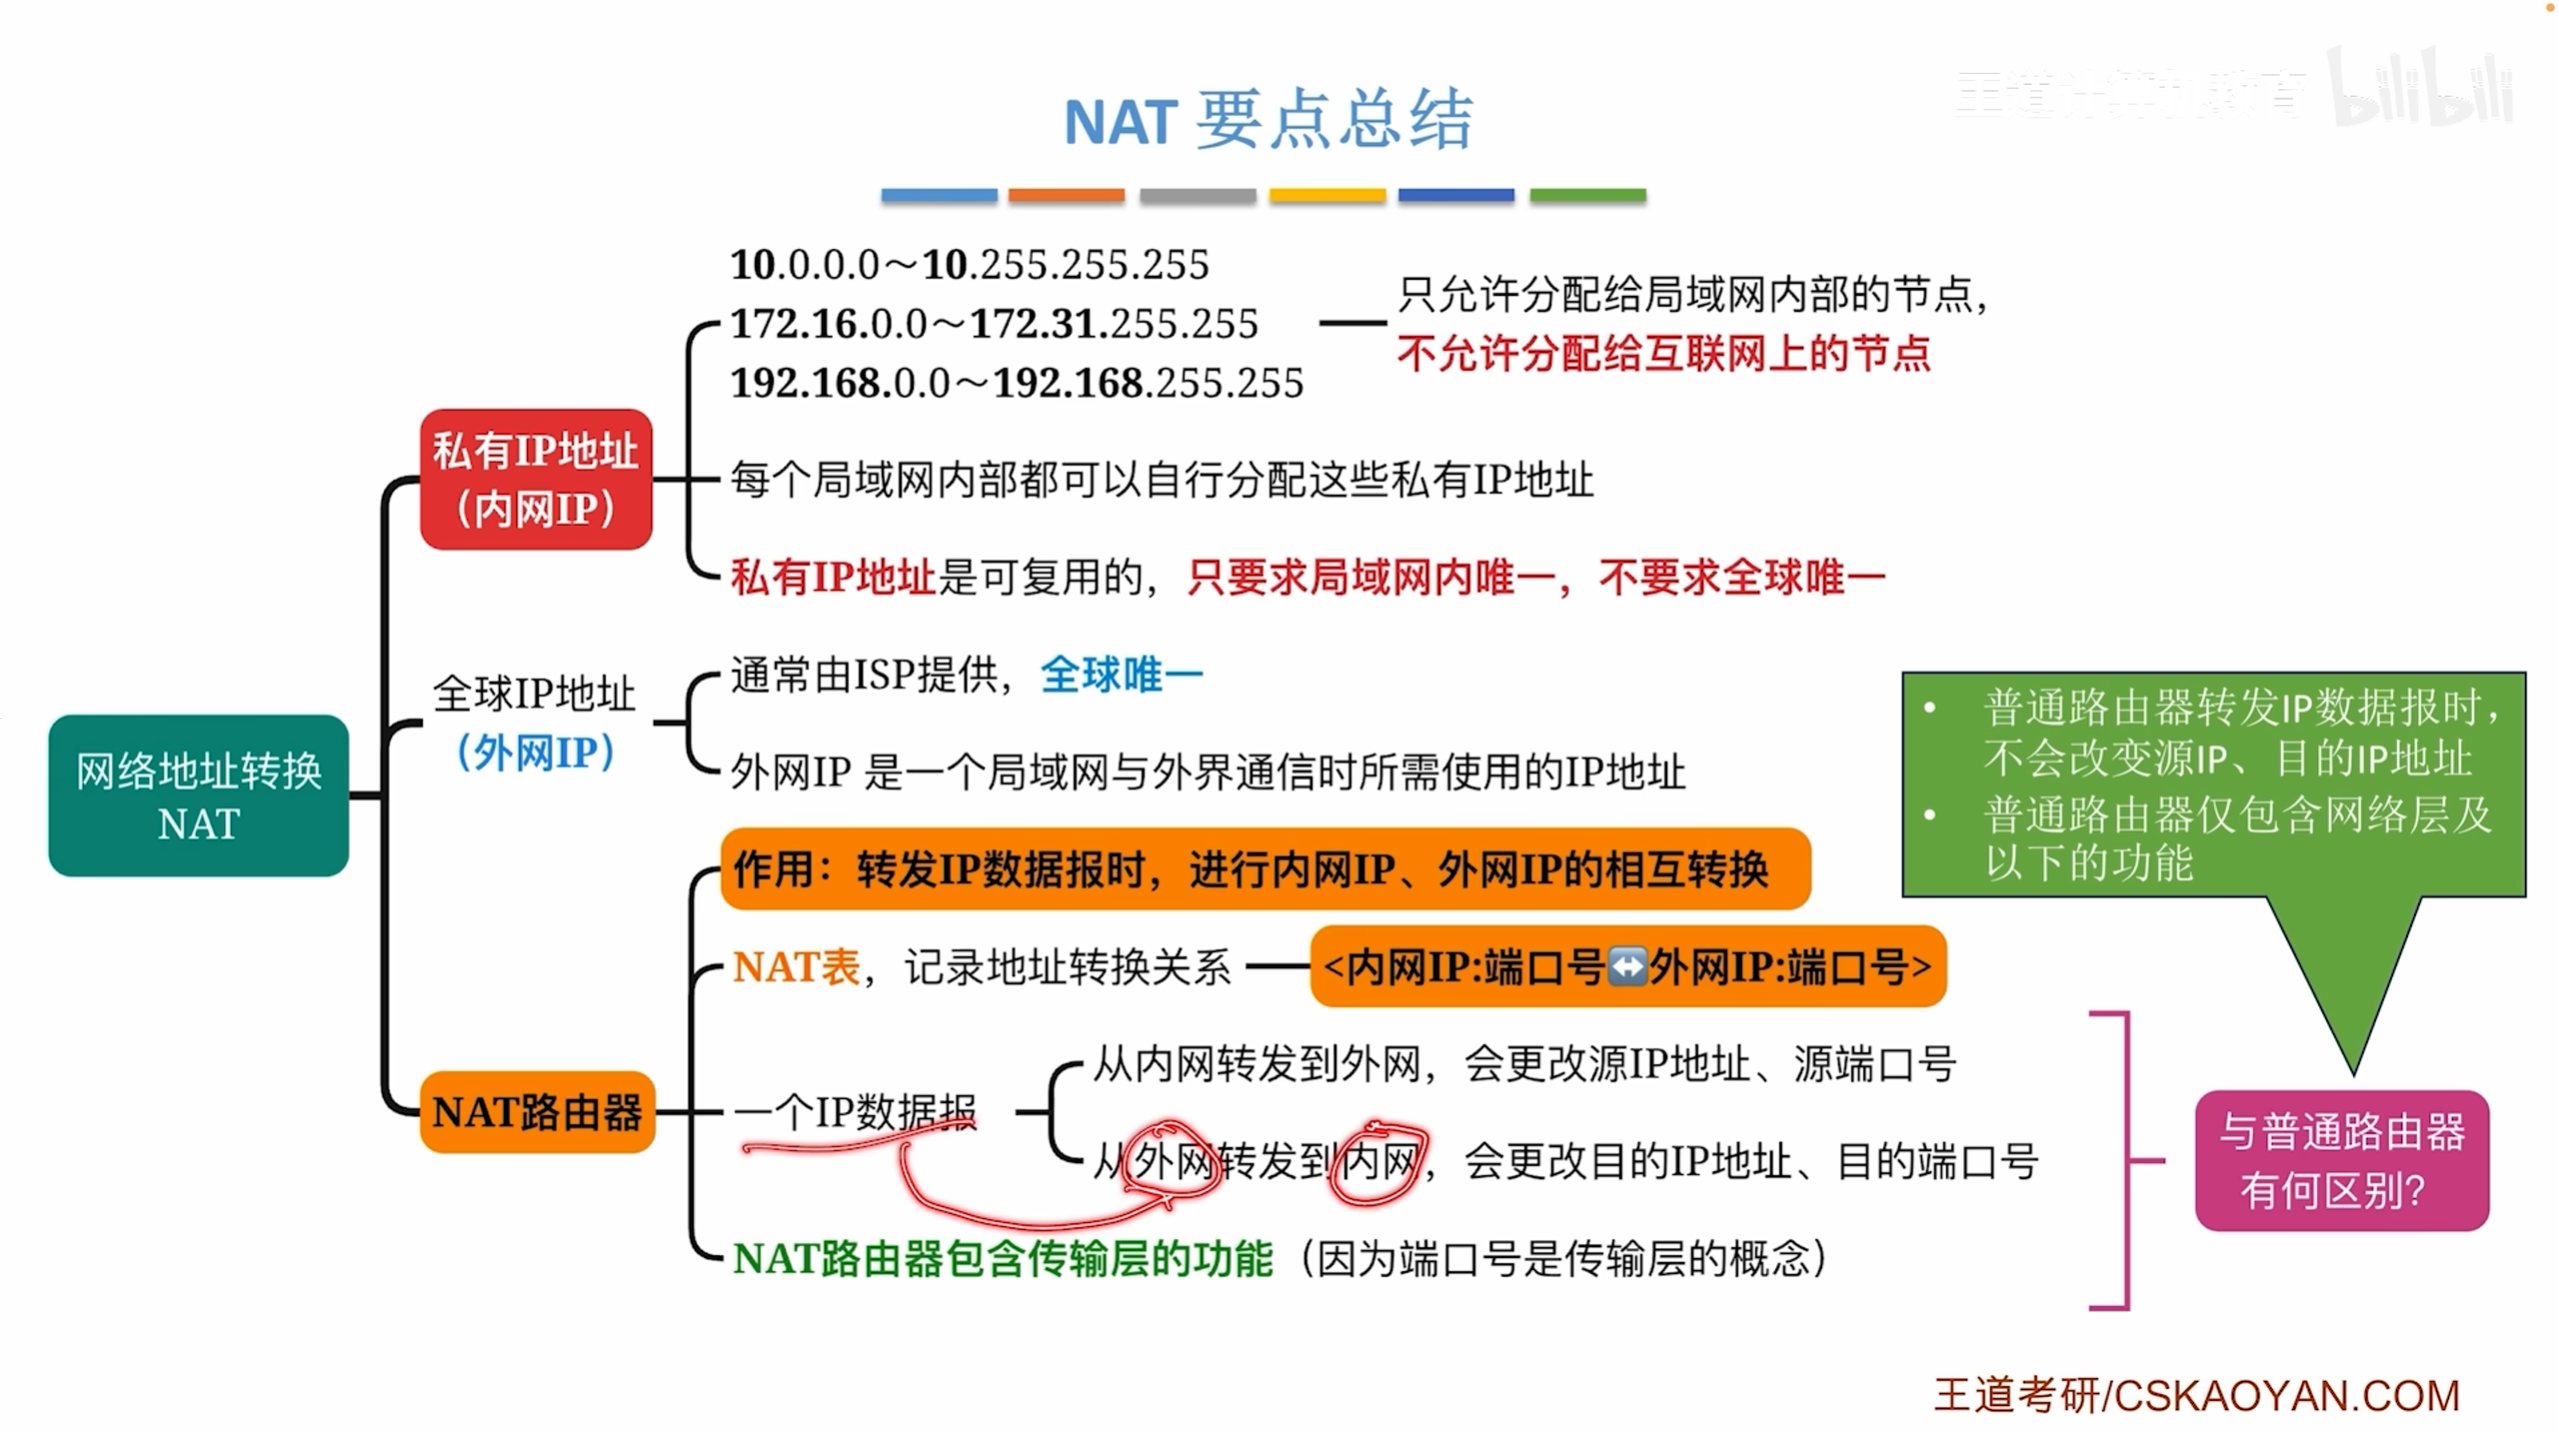 王道计算机教育 bilibili
NAT 要点总结
10.0.0.0～10.255.255.255
172.16.0.0～172.31.255.255
192.168.0.0～192.168.255.255
只允许分配给局域网内部的节点，
不允许分配给互联网上的节点
私有IP地址
（内网IP）
每个局域网内部都可以自行分配这些私有IP地址
私有IP地址是可复用的，只要求局域网内唯一，不要求全球唯一
全球IP地址
（外网IP）
通常由ISP提供，全球唯一
外网IP 是一个局域网与外界通信时所需使用的IP地址
网络地址转换
NAT
NAT路由器
作用：转发IP数据报时，进行内网IP、外网IP的相互转换
NAT表，记录地址转换关系
<内网IP:端口号↔️外网IP:端口号>
一个IP数据报
从内网转发到外网，会更改源IP地址、源端口号
从外网转发到内网，会更改目的IP地址、目的端口号
NAT路由器包含传输层的功能（因为端口号是传输层的概念）
• 普通路由器转发IP数据报时，
不会改变源IP、目的IP地址
• 普通路由器仅包含网络层及
以下的功能
与普通路由器
有何区别？
王道考研/CSKAOYAN.COM